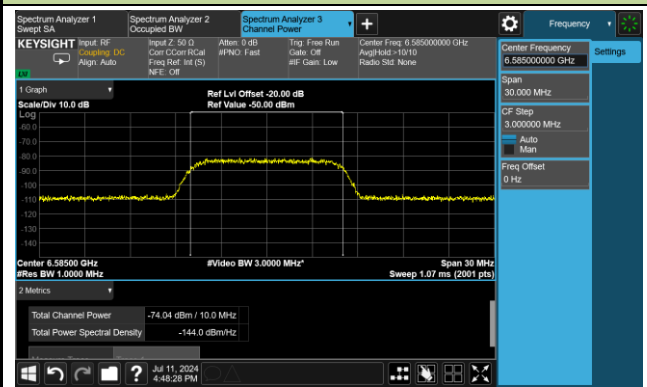 Spectrum Analyzer 1
Swept SA
Spectrum Analyzer 2
Occupied BW
Spectrum Analyzer 3
Channel Power
Frequency
KEYSIGHT
Input: RF
Coupling: DC
Align: Auto
Input Z: 50 Ω
Corr CCorr RCal
Freq Ref: Int (S)
NFE: Off
Atten: 0 dB
#PNO: Fast
Trig: Free Run
Gate: Off
#IF Gain: Low
Center Freq: 6.585000000 GHz
Avg|Hold:>10/10
Radio Std: None
Center Frequency
6.585000000 GHz
Settings
Span
30.000 MHz
CF Step
3.000000 MHz
Auto
Man
Freq Offset
0 Hz
1 Graph
Scale/Div 10.0 dB
Ref Lvl Offset -20.00 dB
Ref Value -50.00 dBm
Log
-60.0
-70.0
-80.0
-90.0
-100
-110
-120
-130
-140
Center 6.58500 GHz
#Res BW 1.0000 MHz
#Video BW 3.0000 MHz*
Span 30 MHz
Sweep 1.07 ms (2001 pts)
2 Metrics
Total Channel Power -74.04 dBm / 10.0 MHz
Total Power Spectral Density -144.0 dBm/Hz
Jul 11, 2024
4:48:28 PM